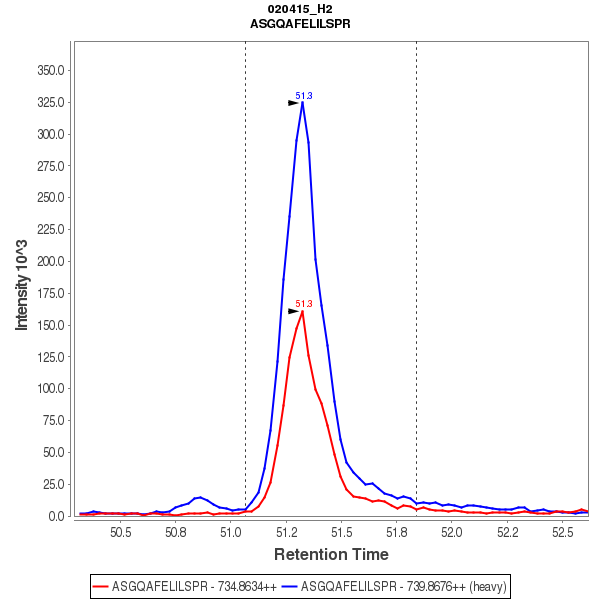 020415_H2
ASGQAFELILSPR
Intensity 10^3
350.0
325.0
300.0
275.0
250.0
225.0
200.0
175.0
150.0
125.0
100.0
75.0
50.0
25.0
0.0
51.3
51.3
50.5 50.8 51.0 51.2 51.5 51.8 52.0 52.2 52.5
Retention Time
ASGQAFELILSPR - 734.8634++ ASGQAFELILSPR - 739.8676++ (heavy)